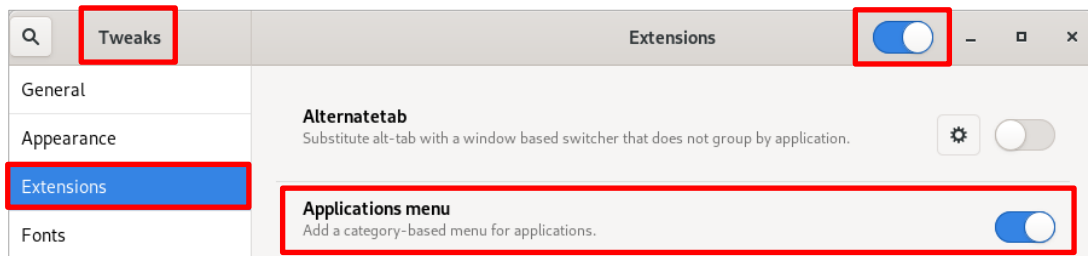 Tweaks
Extensions
General
Appearance
Extensions
Fonts
Alternatetab
Substitute alt-tab with a window based switcher that does not group by application.
Applications menu
Add a category-based menu for applications.